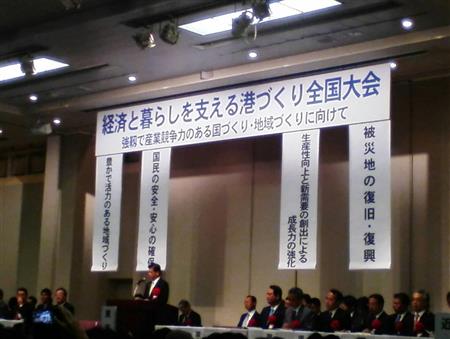 経済と暮らしを支える港づくり全国大会
強靱で産業競争力のある国づくり・地域づくりに向けて
被災地の復旧・復興
生産性向上と新需要の創出による
成長力の強化
国民の安全・安心の確保
豊かで活力のある地域づくり